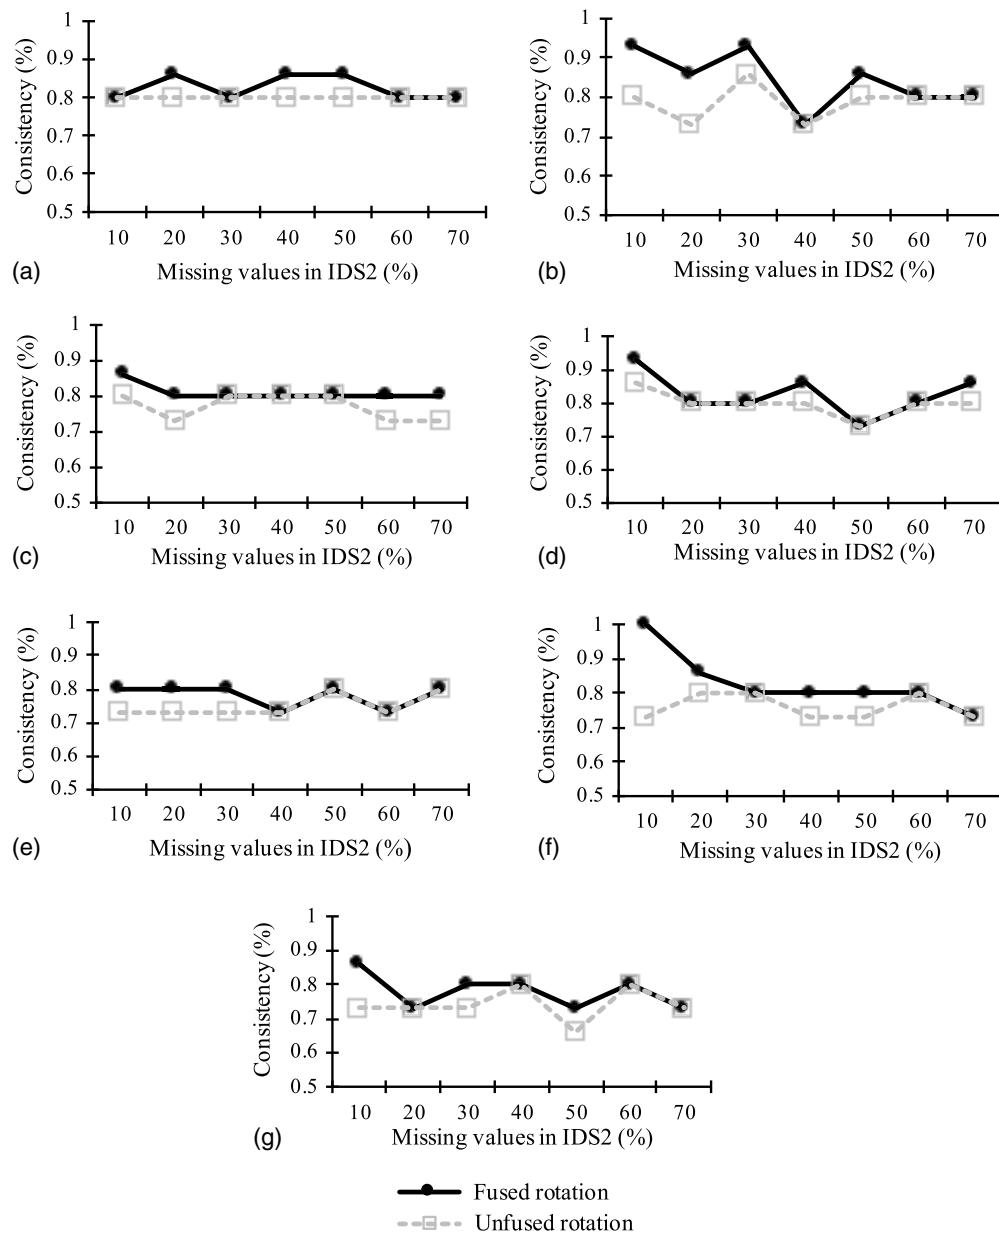 1
0.9
0.8
0.7
0.6
0.5
Consistency (%)
10 20 30 40 50 60 70
(a)
Missing values in IDS2 (%)
1
0.9
0.8
0.7
0.6
0.5
Consistency (%)
10 20 30 40 50 60 70
(b)
Missing values in IDS2 (%)
1
0.9
0.8
0.7
0.6
0.5
Consistency (%)
10 20 30 40 50 60 70
(c)
Missing values in IDS2 (%)
1
0.9
0.8
0.7
0.6
0.5
Consistency (%)
10 20 30 40 50 60 70
(d)
Missing values in IDS2 (%)
1
0.9
0.8
0.7
0.6
0.5
Consistency (%)
10 20 30 40 50 60 70
(e)
Missing values in IDS2 (%)
1
0.9
0.8
0.7
0.6
0.5
Consistency (%)
10 20 30 40 50 60 70
(f)
Missing values in IDS2 (%)
1
0.9
0.8
0.7
0.6
0.5
Consistency (%)
10 20 30 40 50 60 70
(g)
Missing values in IDS2 (%)
Fused rotation
Unfused rotation